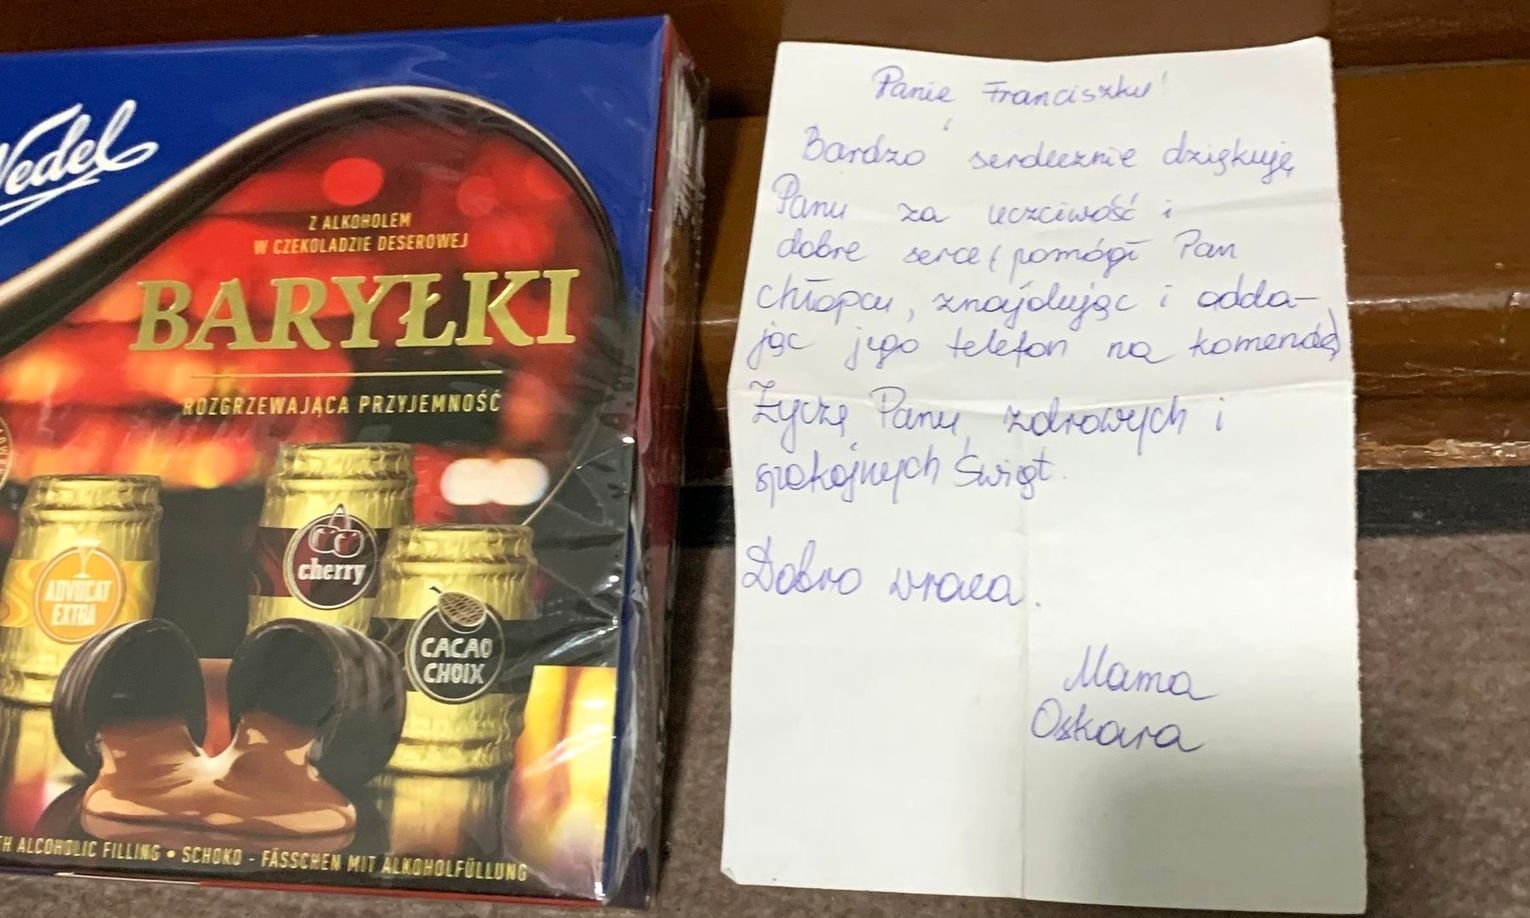 Wedel
Z ALKOHOLEM
W CZEKOLADZIE DESEROWEJ
BARYŁKI
ROZGRZEWAJĄCA PRZYJEMNOŚĆ
ADVOCAT
EXTRA
cherry
CACAO
CHOIX
ALCOHOLIC FILLING • SCHOKO - FÄSSCHEN MIT ALKOHOLFÜLLUNG
Panie Franciszku!
Bardzo serdecznie dziękuję
Panu za uczciwość i
dobre serce (pomógł Pan
chłopcu, znajdując i odda-
jąc jego telefon na komendę)
Życzę Panu, zdrowych i
spokojnych Świąt.
Dobro wraca.
Mama
Oskara